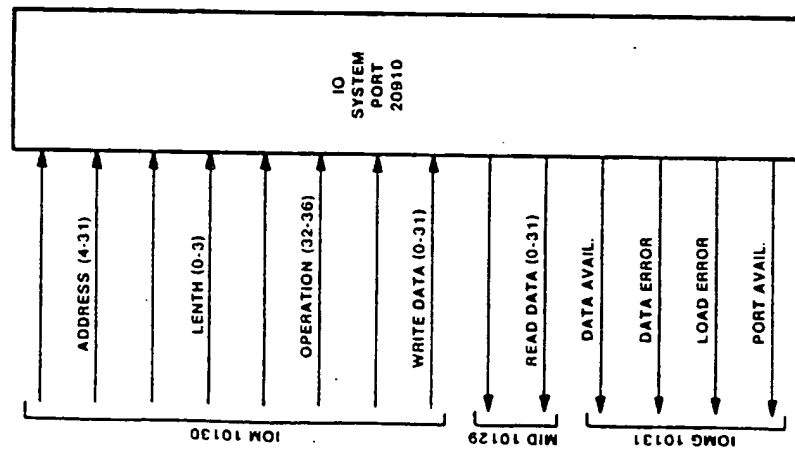 IO
SYSTEM
PORT
20910
ADDRESS (4-31)
LENTH (0-3)
OPERATION (32-36)
WRITE DATA (0-31)
READ DATA (0-31)
DATA AVAIL.
DATA ERROR
LOAD ERROR
PORT AVAIL.
IOM 10130
MID 10129
IOMG 10131